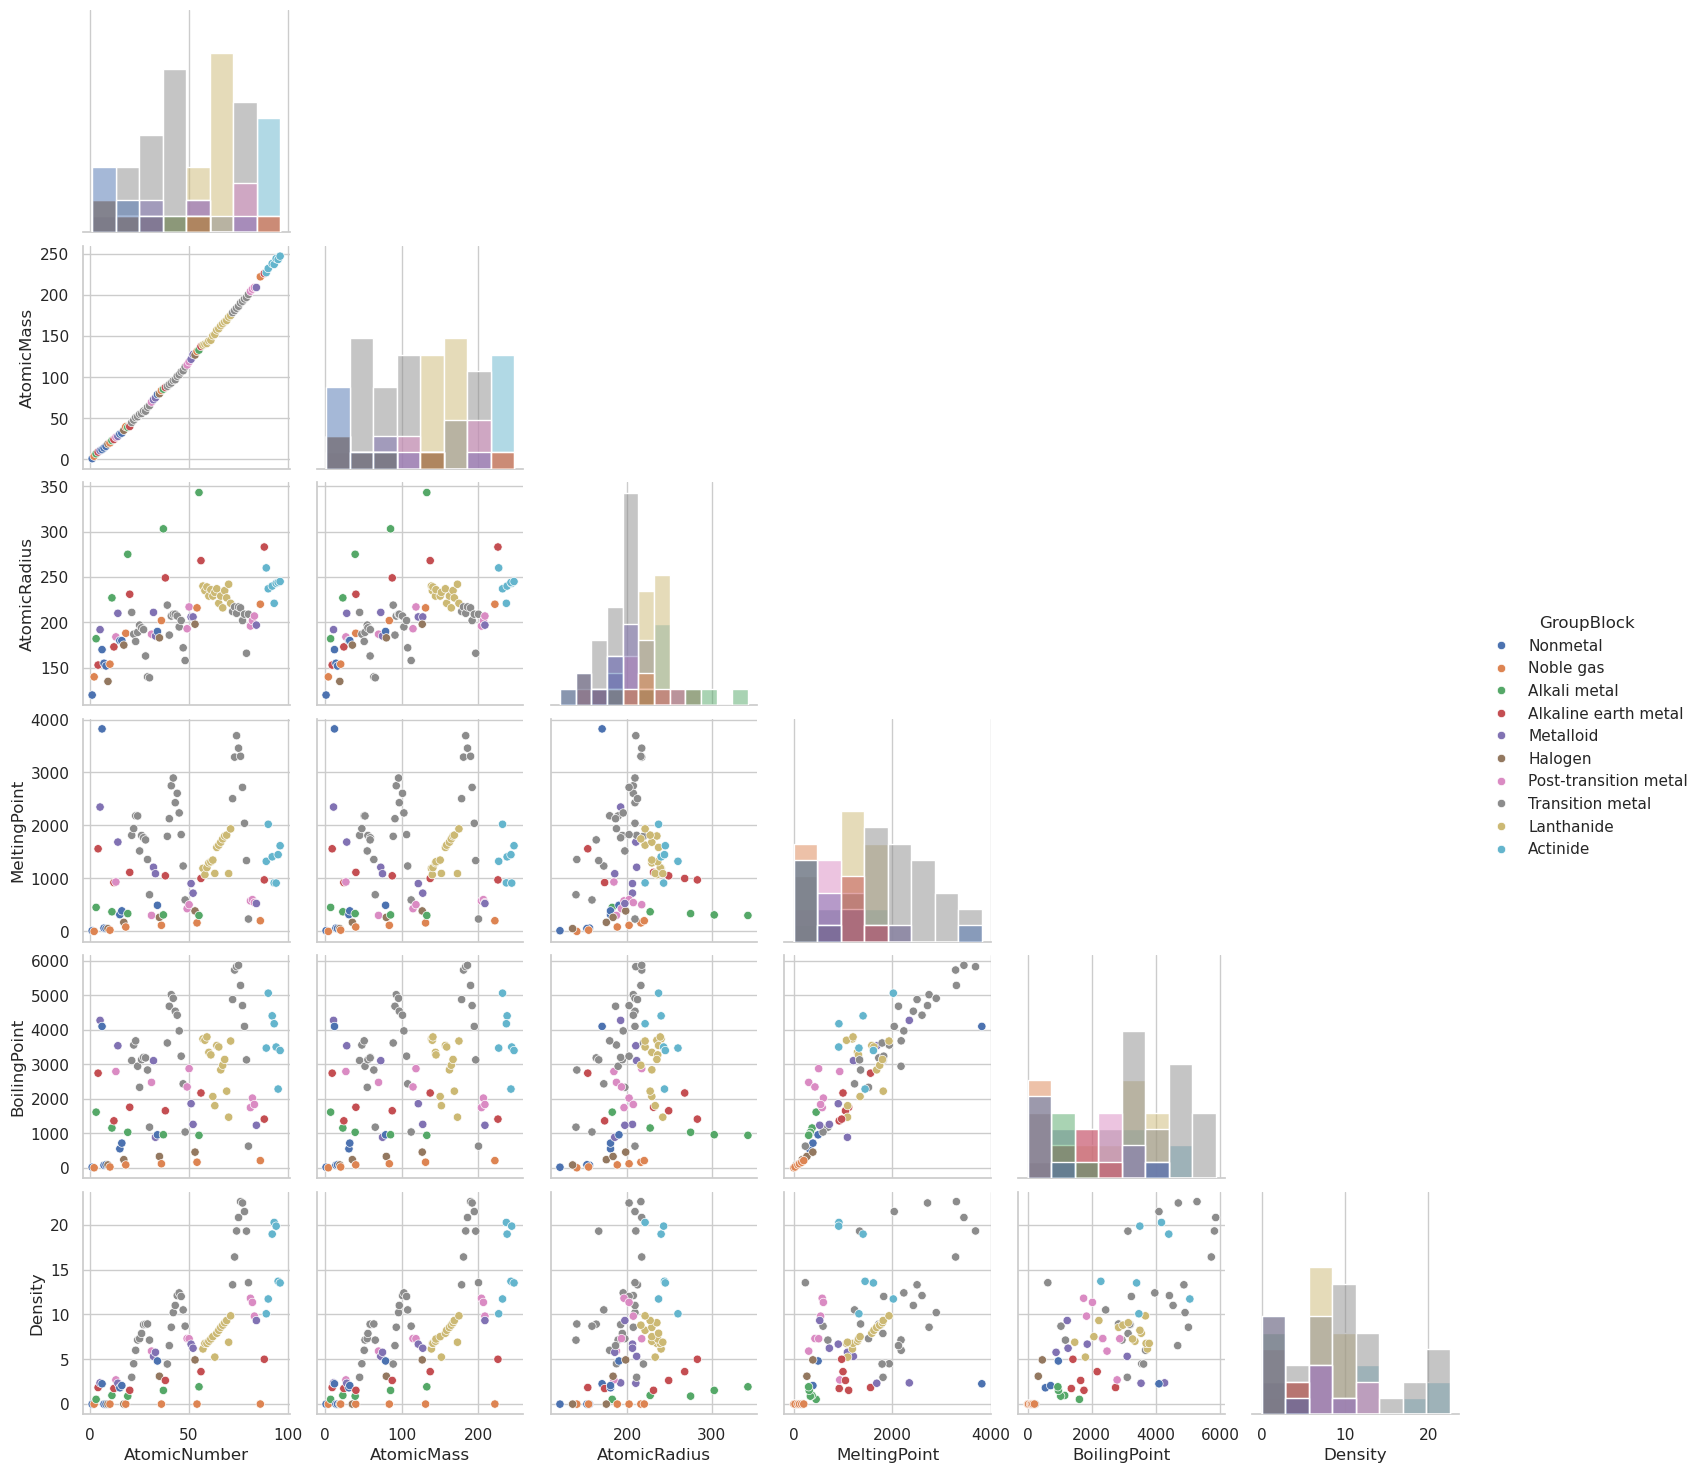 AtomicMass
250
200
150
100
50
0
AtomicRadius
350
300
250
200
150
MeltingPoint
4000
3000
2000
1000
0
BoilingPoint
6000
5000
4000
3000
2000
1000
0
Density
20
15
10
5
0
0 50 100
AtomicNumber
0 100 200
AtomicMass
200 300
AtomicRadius
0 2000 4000
MeltingPoint
0 2000 4000 6000
BoilingPoint
0 10 20
Density
GroupBlock
Nonmetal
Noble gas
Alkali metal
Alkaline earth metal
Metalloid
Halogen
Post-transition metal
Transition metal
Lanthanide
Actinide